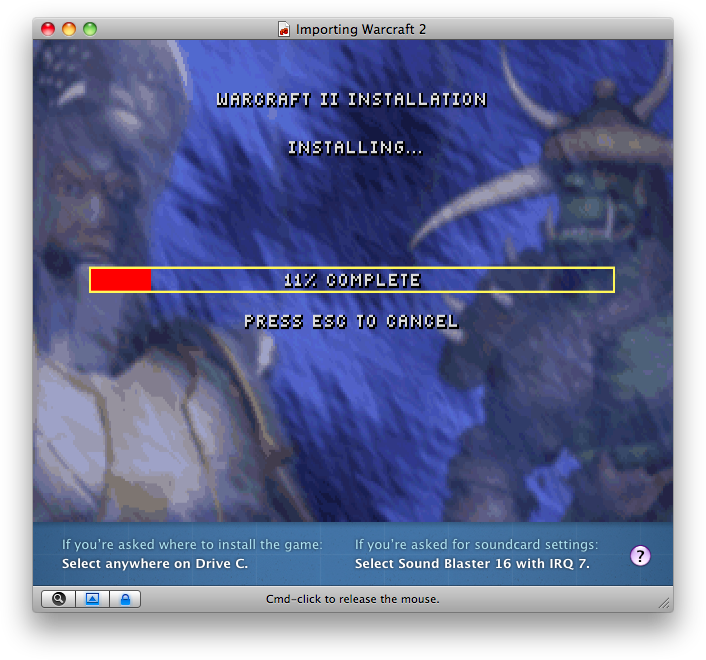 Importing Warcraft 2
WARCRAFT II INSTALLATION
INSTALLING...
11% COMPLETE
PRESS ESC TO CANCEL
If you're asked where to install the game:
Select anywhere on Drive C.
If you're asked for soundcard settings:
Select Sound Blaster 16 with IRQ 7.
?
Cmd-click to release the mouse.